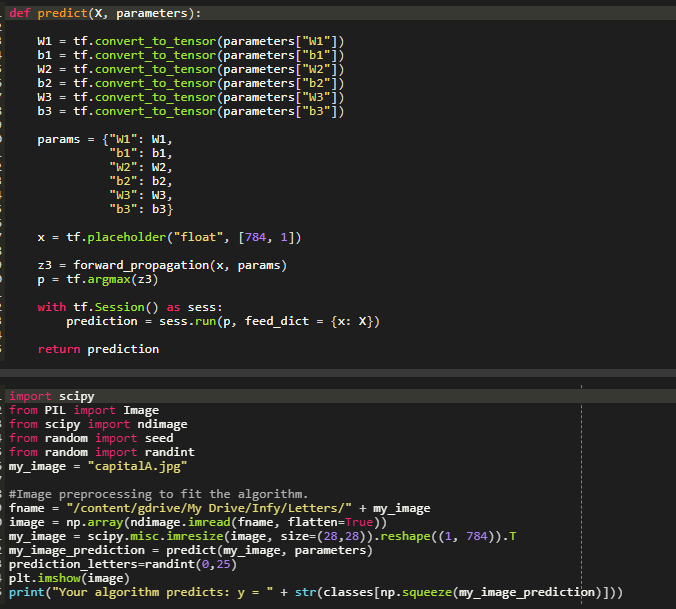 def predict(X, parameters):
W1 = tf.convert_to_tensor(parameters["W1"])
b1 = tf.convert_to_tensor(parameters["b1"])
W2 = tf.convert_to_tensor(parameters["W2"])
b2 = tf.convert_to_tensor(parameters["b2"])
W3 = tf.convert_to_tensor(parameters["W3"])
b3 = tf.convert_to_tensor(parameters["b3"])
params = {"W1": W1,
"b1": b1,
"W2": W2,
"b2": b2,
"W3": W3,
"b3": b3}
x = tf.placeholder("float", [784, 1])
z3 = forward_propagation(x, params)
p = tf.argmax(z3)
with tf.Session() as sess:
prediction = sess.run(p, feed_dict = {x: X})
return prediction
import scipy
from PIL import Image
from scipy import ndimage
from random import seed
from random import randint
my_image = "capitalA.jpg"
#Image preprocessing to fit the algorithm.
fname = "/content/gdrive/My Drive/Infy/Letters/" + my_image
image = np.array(ndimage.imread(fname, flatten=True))
my_image = scipy.misc.imresize(image, size=(28,28)).reshape((1, 784)).T
my_image_prediction = predict(my_image, parameters)
prediction_letters=randint(0,25)
plt.imshow(image)
print("Your algorithm predicts: y = " + str(classes[np.squeeze(my_image_prediction)]))